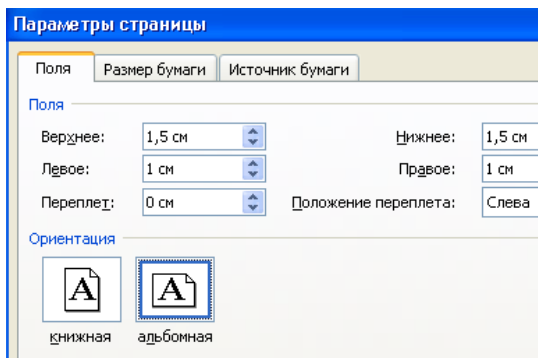 Параметры страницы
Поля Размер бумаги Источник бумаги
Поля
Верхнее: 1,5 см Нижнее: 1,5 см
Левое: 1 см Правое: 1 см
Переплет: 0 см Положение переплета: Слева
Ориентация
A A
книжная альбомная